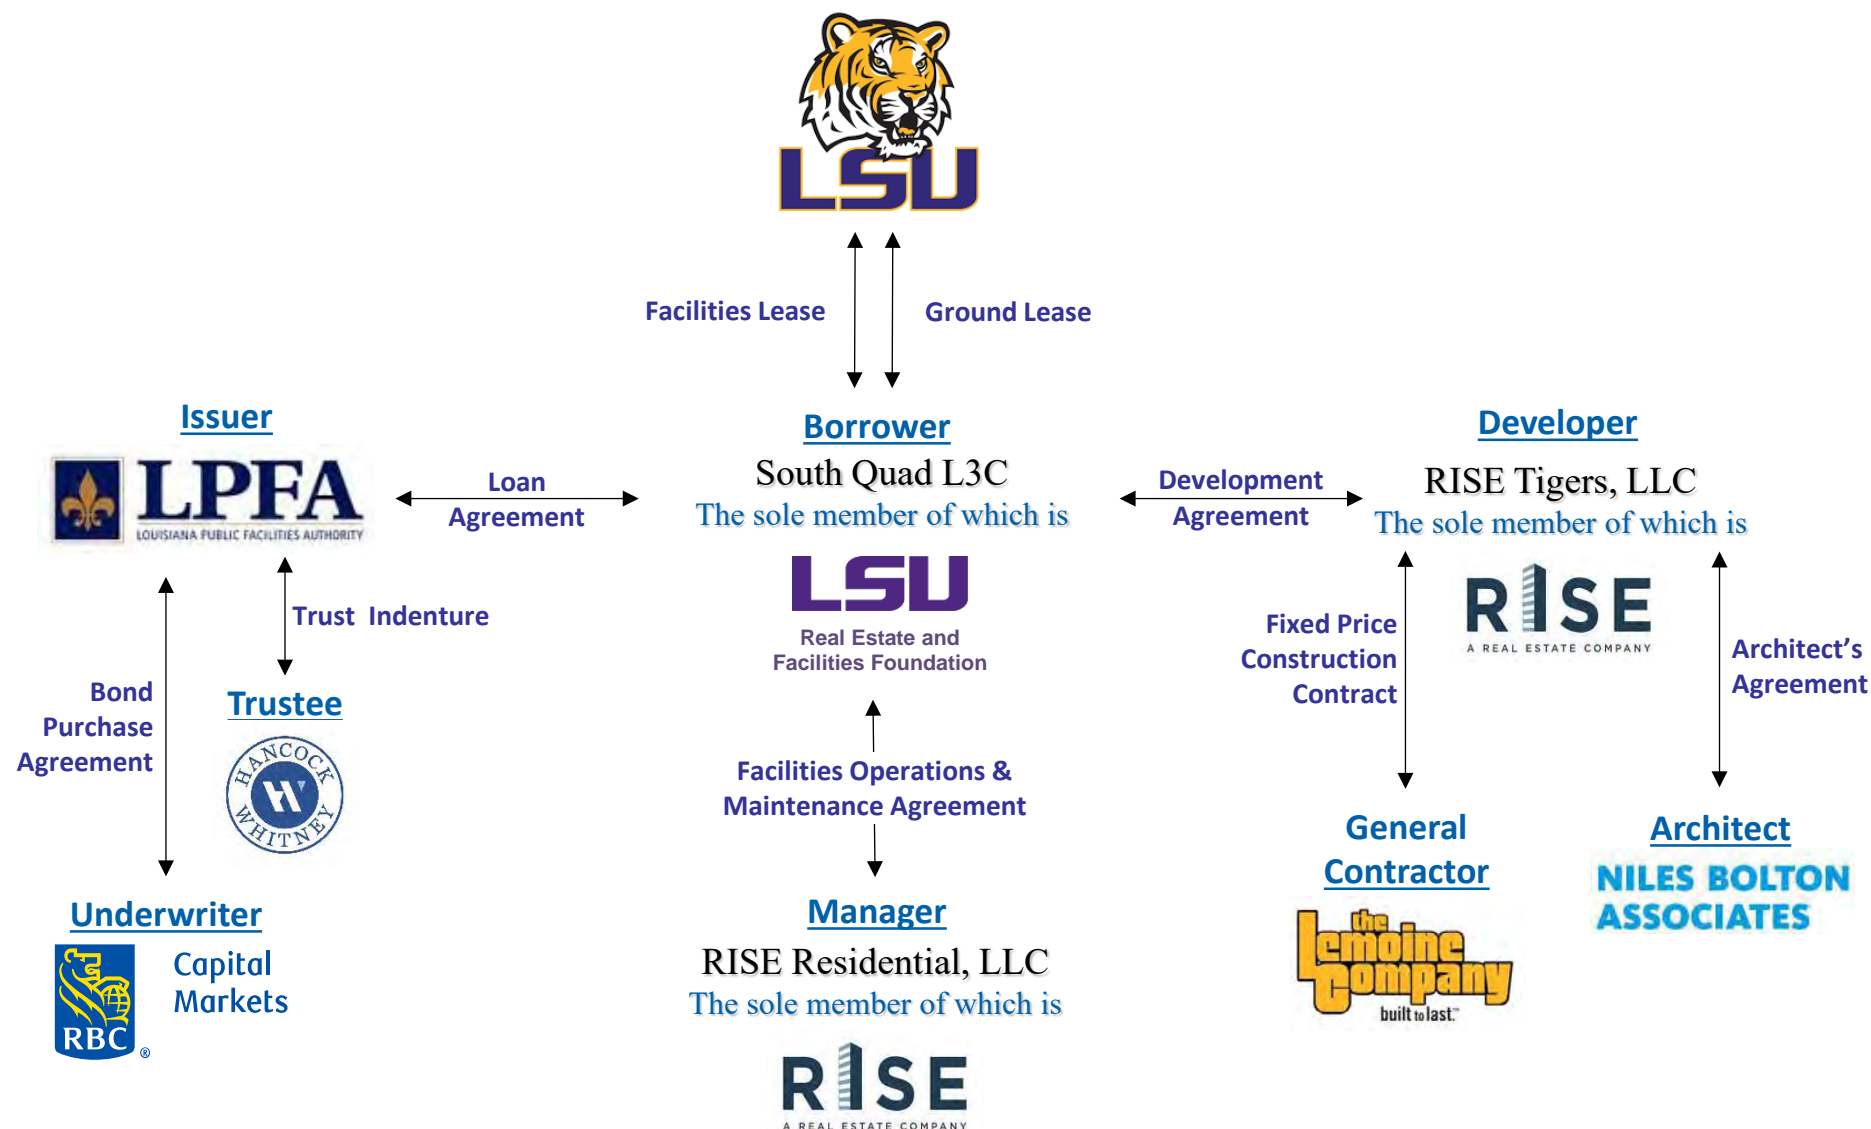 LSU
Facilities Lease
Ground Lease
Issuer
LPFA
LOUISIANA PUBLIC FACILITIES AUTHORITY
Loan
Agreement
Borrower
South Quad L3C
The sole member of which is
LSU
Real Estate and
Facilities Foundation
Development
Agreement
Developer
RISE Tigers, LLC
The sole member of which is
RISE
A REAL ESTATE COMPANY
Trust Indenture
Bond
Purchase
Agreement
Trustee
HANCOCK
WHITNEY
Underwriter
RBC
®
Capital
Markets
Facilities Operations &
Maintenance Agreement
Manager
RISE Residential, LLC
The sole member of which is
RISE
A REAL ESTATE COMPANY
Fixed Price
Construction
Contract
Architect’s
Agreement
General
Contractor
the
Lemoine
Company
built to last.™
Architect
NILES BOLTON
ASSOCIATES